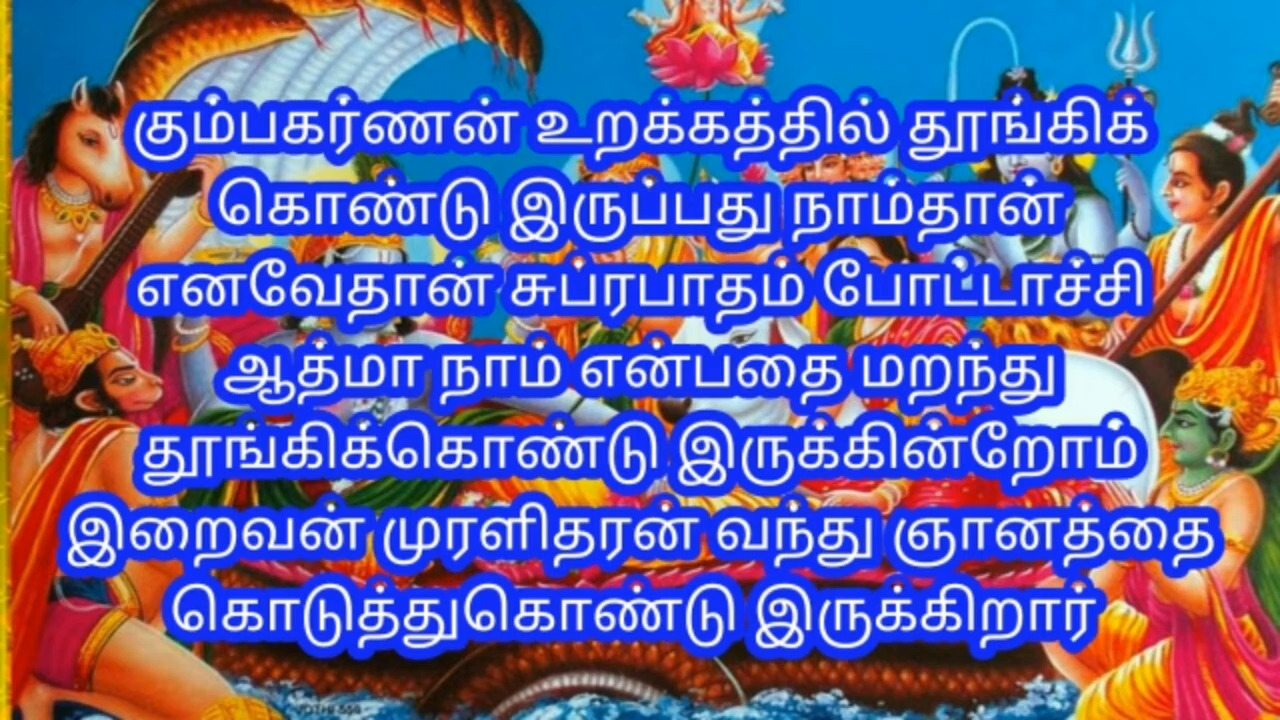 கும்பகர்ணன் உறக்கத்தில் தூங்கிக்
கொண்டு இருப்பது நாம்தான்
எனவேதான் சுப்ரபாதம் போட்டாச்சி
ஆத்மா நாம் என்பதை மறந்து
தூங்கிக்கொண்டு இருக்கின்றோம்
இறைவன் முரளிதரன் வந்து ஞானத்தை
கொடுத்துகொண்டு இருக்கிறார்